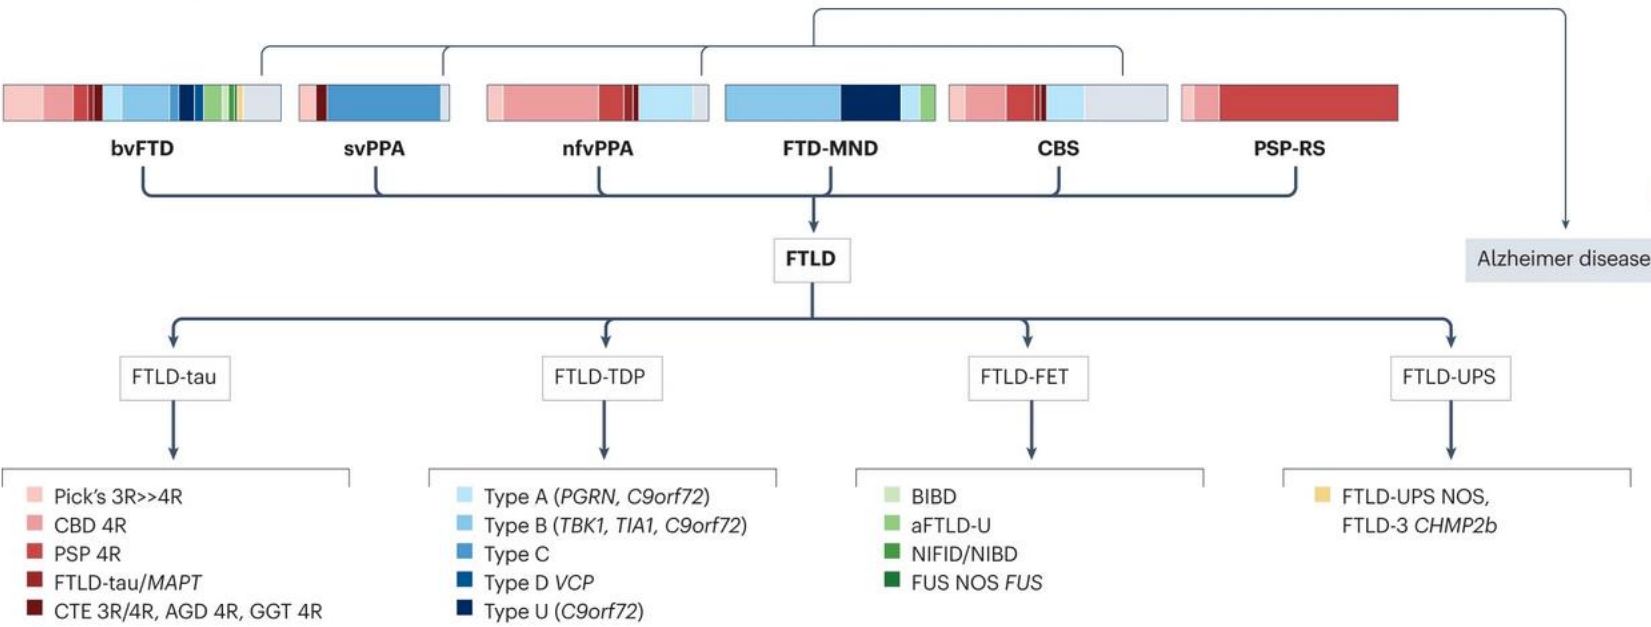 bvFTD
svPPA
nfvPPA
FTD-MND
CBS
PSP-RS
FTLD
Alzheimer disease
FTLD-tau
FTLD-TDP
FTLD-FET
FTLD-UPS
Pick's 3R>>4R
CBD 4R
PSP 4R
FTLD-tau/MAPT
CTE 3R/4R, AGD 4R, GGT 4R
Type A (PGRN, C9orf72)
Type B (TBK1, TIA1, C9orf72)
Type C
Type D VCP
Type U (C9orf72)
BIBD
aFTLD-U
NIFID/NIBD
FUS NOS FUS
FTLD-UPS NOS,
FTLD-3 CHMP2b